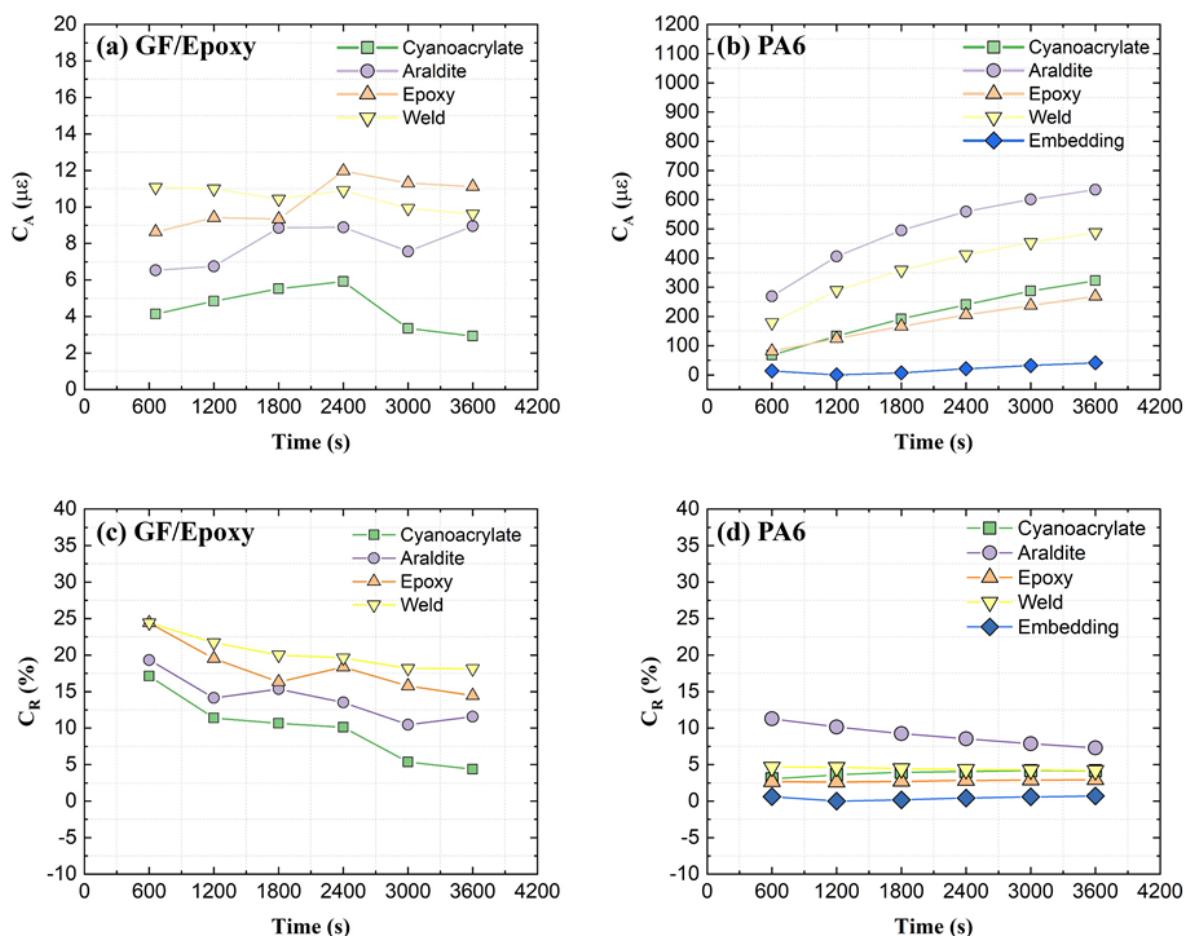 (a) GF/Epoxy
Cyanoacrylate
Araldite
Epoxy
Weld
20
18
16
14
12
10
8
6
4
2
0
C_A (με)
0 600 1200 1800 2400 3000 3600 4200
Time (s)
(b) PA6
Cyanoacrylate
Araldite
Epoxy
Weld
Embedding
1200
1100
1000
900
800
700
600
500
400
300
200
100
0
C_A (με)
0 600 1200 1800 2400 3000 3600 4200
Time (s)
(c) GF/Epoxy
Cyanoacrylate
Araldite
Epoxy
Weld
40
35
30
25
20
15
10
5
0
-5
-10
C_R (%)
0 600 1200 1800 2400 3000 3600 4200
Time (s)
(d) PA6
Cyanoacrylate
Araldite
Epoxy
Weld
Embedding
40
35
30
25
20
15
10
5
0
-5
-10
C_R (%)
0 600 1200 1800 2400 3000 3600 4200
Time (s)